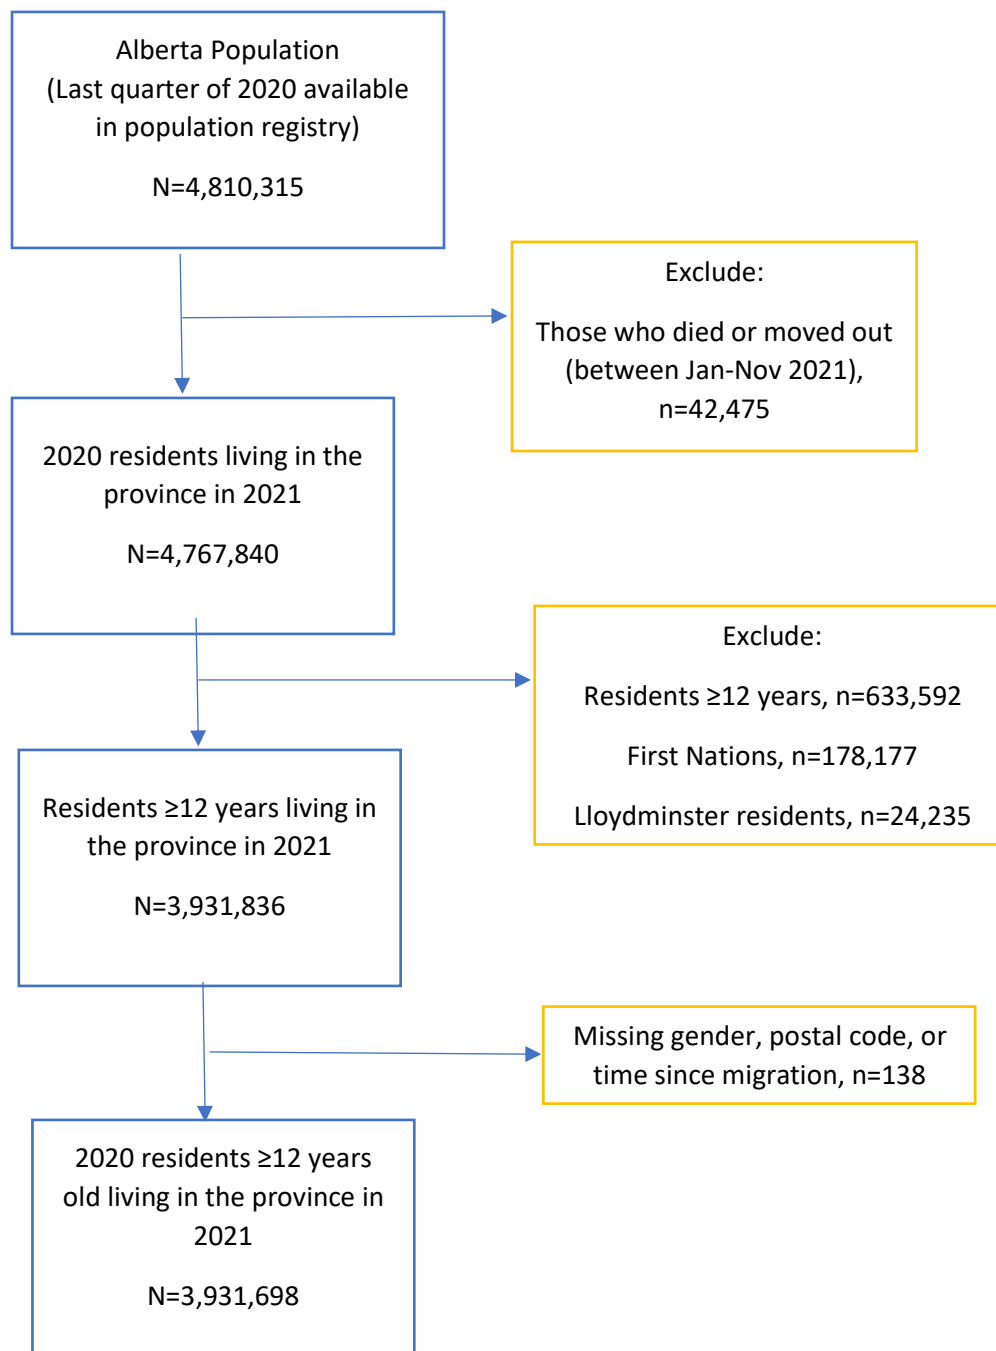 Alberta Population
(Last quarter of 2020 available
in population registry)
N=4,810,315
Exclude:
Those who died or moved out
(between Jan-Nov 2021),
n=42,475
2020 residents living in the
province in 2021
N=4,767,840
Exclude:
Residents ≥12 years, n=633,592
First Nations, n=178,177
Lloydminster residents, n=24,235
Residents ≥12 years living in
the province in 2021
N=3,931,836
Missing gender, postal code, or
time since migration, n=138
2020 residents ≥12 years
old living in the province in
2021
N=3,931,698